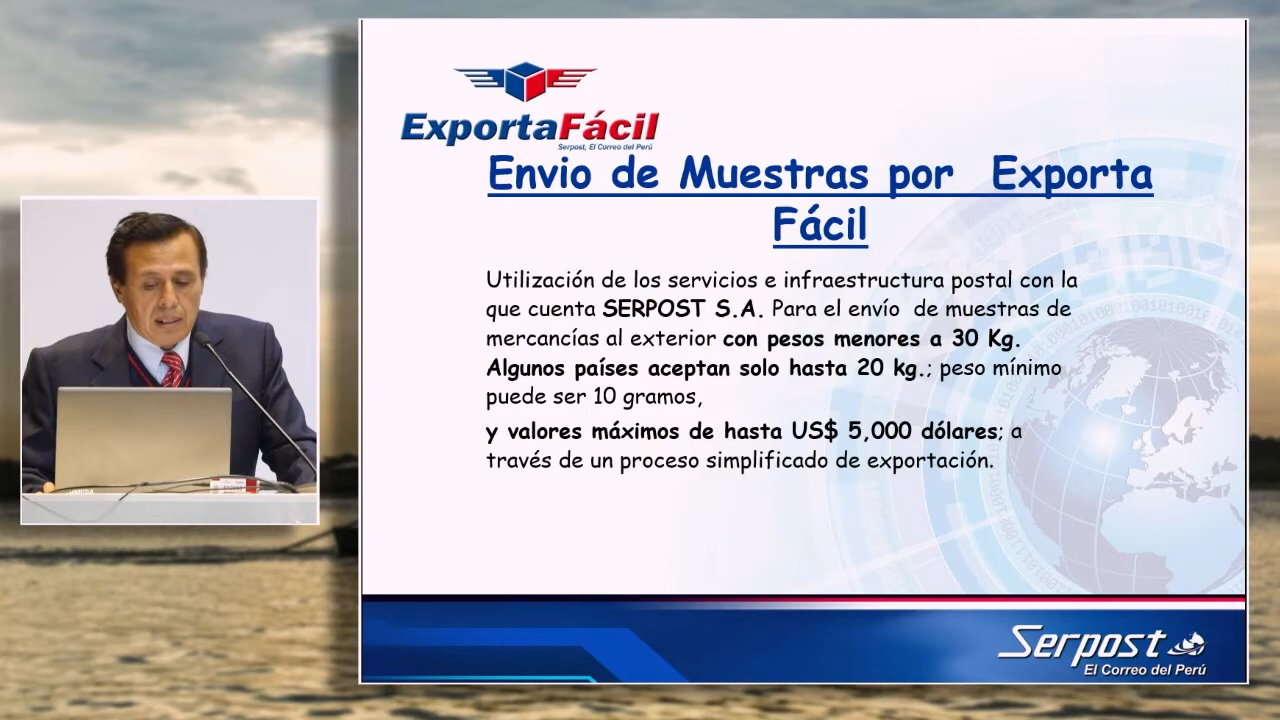 ExportaFácil
Serpost, El Correo del Perú
Envio de Muestras por Exporta
Fácil
Utilización de los servicios e infraestructura postal con la
que cuenta SERPOST S.A. Para el envío de muestras de
mercancías al exterior con pesos menores a 30 Kg.
Algunos países aceptan solo hasta 20 kg.; peso mínimo
puede ser 10 gramos,
y valores máximos de hasta US$ 5,000 dólares; a
través de un proceso simplificado de exportación.
Serpost
El Correo del Perú